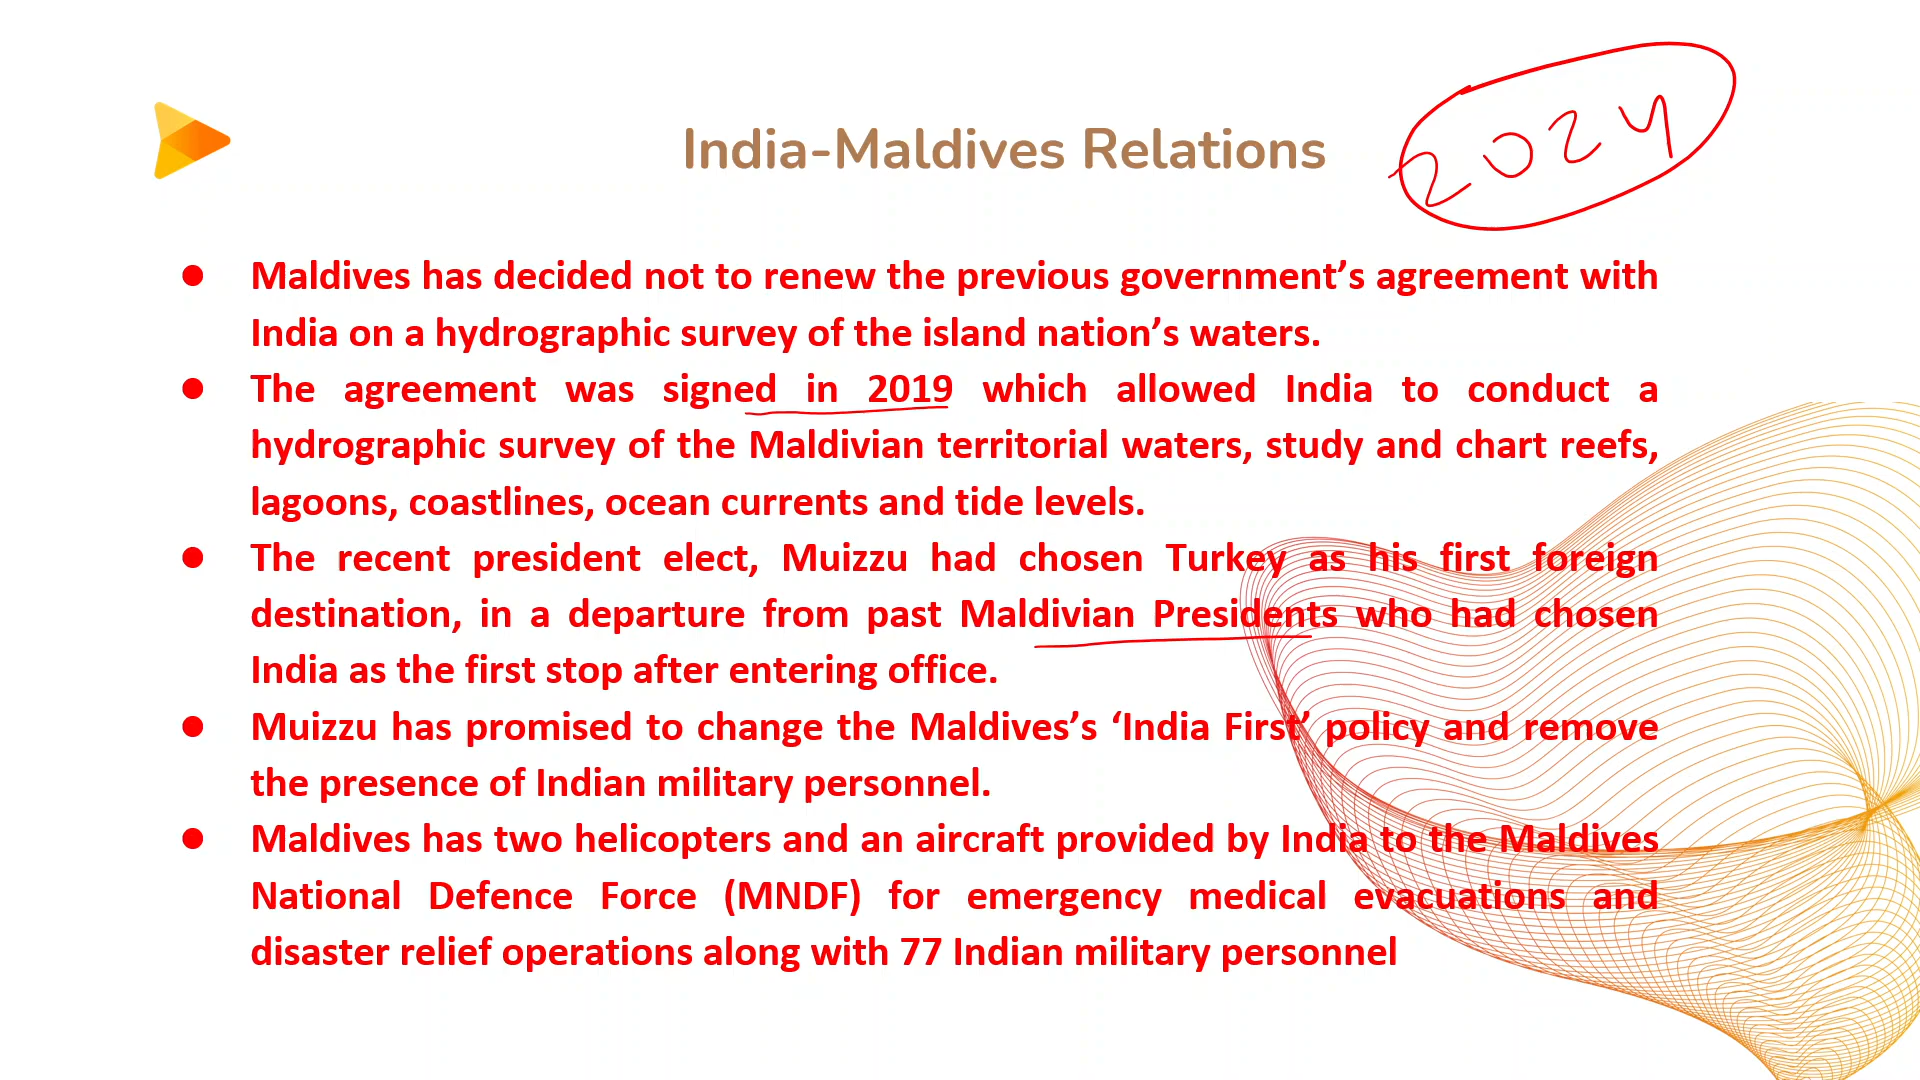 India-Maldives Relations
2024
● Maldives has decided not to renew the previous government’s agreement with
India on a hydrographic survey of the island nation’s waters.
● The agreement was signed in 2019 which allowed India to conduct a
hydrographic survey of the Maldivian territorial waters, study and chart reefs,
lagoons, coastlines, ocean currents and tide levels.
● The recent president elect, Muizzu had chosen Turkey as his first foreign
destination, in a departure from past Maldivian Presidents who had chosen
India as the first stop after entering office.
● Muizzu has promised to change the Maldives’s ‘India First’ policy and remove
the presence of Indian military personnel.
● Maldives has two helicopters and an aircraft provided by India to the Maldives
National Defence Force (MNDF) for emergency medical evacuations and
disaster relief operations along with 77 Indian military personnel